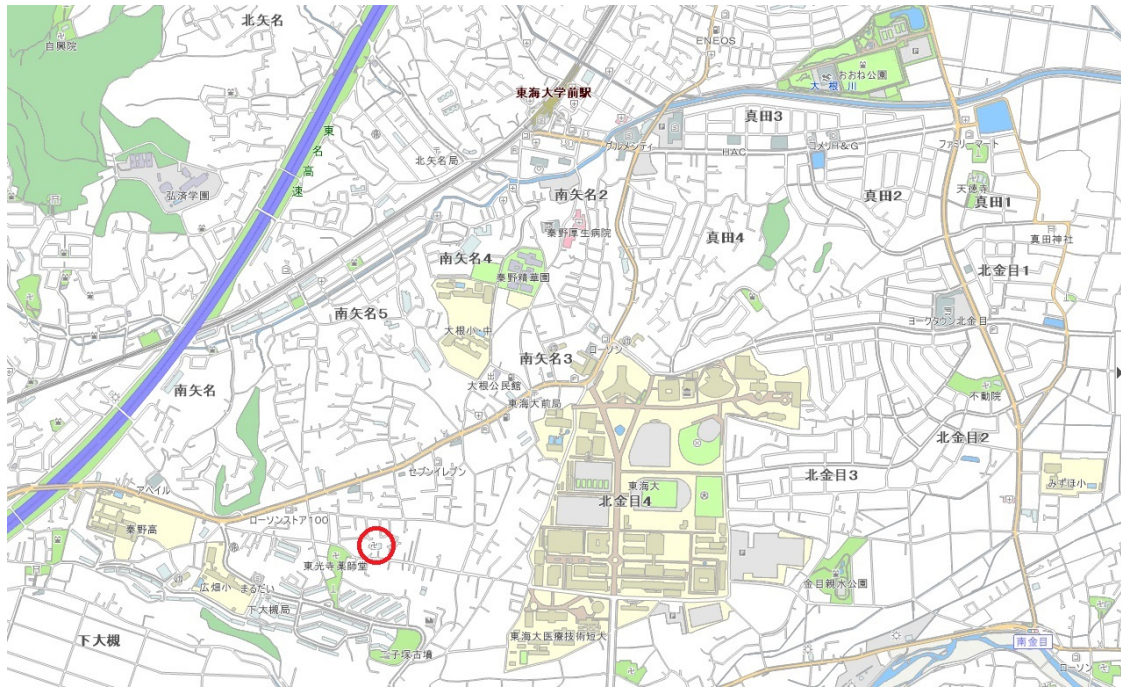 北矢名
自興院
ENEOS
おおね公園
大根川
東海大学前駅
東名高速
真田3
グルメシティ
HAC
コメリH&G
ファミリーマート
北矢名局
弘済学園
南矢名2
真田2
天徳寺
真田1
秦野厚生病院
真田4
真田神社
南矢名4
秦野精華園
北金目1
南矢名5
大根小・中
ヨークタウン北金目
南矢名3
ローソン
南矢名
大根公民館
東海大前局
不動院
北金目2
セブンイレブン
北金目3
みずほ小
アベイル
東海大
北金目4
秦野高
ローソンストア100
東光寺薬師堂
広畑小
まるだい
金目親水公園
下大槻局
下大槻
東海大医療技術短大
二子塚古墳
南金目
ローソン